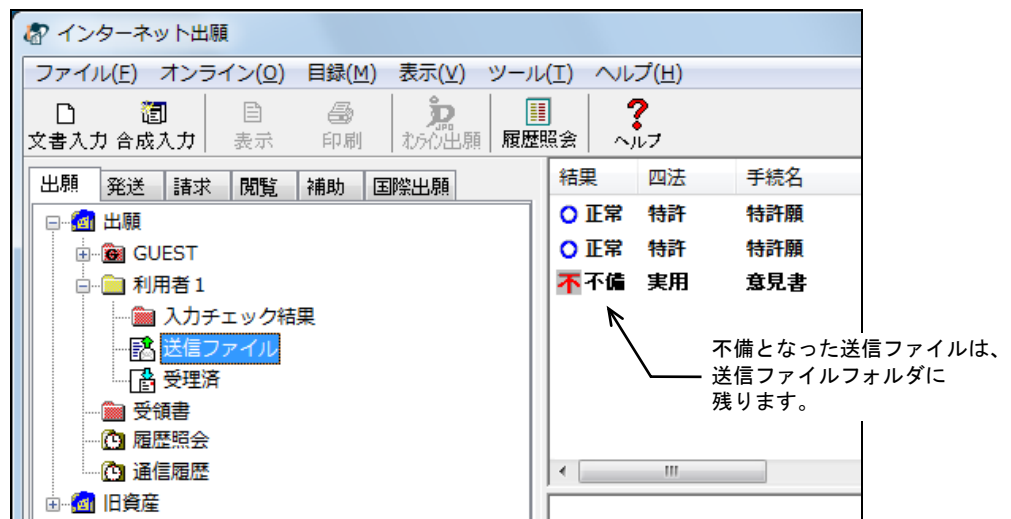 インターネット出願
ファイル(F) オンライン(O) 目録(M) 表示(V) ツール(T) ヘルプ(H)
文書入力 合成入力 表示 印刷 わらび出願 履歴照会 ヘルプ
出願 発送 請求 閲覧 補助 国際出願
結果 四法 手続名
出願
正常 特許 特許願
GUEST
正常 特許 特許願
利用者1
不 不備 実用 意見書
入力チェック結果
送信ファイル
受理済
受領書
履歴照会
通信履歴
旧資産
不備となった送信ファイルは、
送信ファイルフォルダに
残ります。